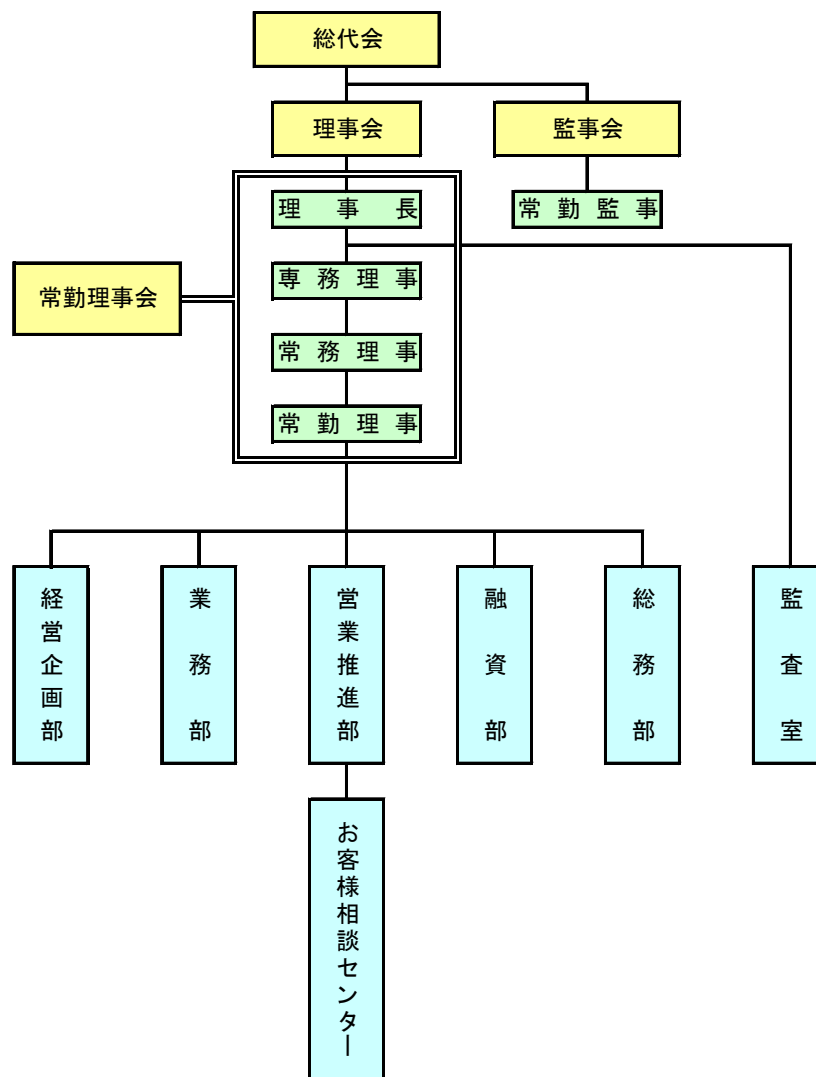 総代会
理事会
監事会
理事長
常勤監事
常勤理事会
専務理事
常務理事
常勤理事
経営企画部
業務部
営業推進部
融資部
総務部
監査室
お客様相談センター